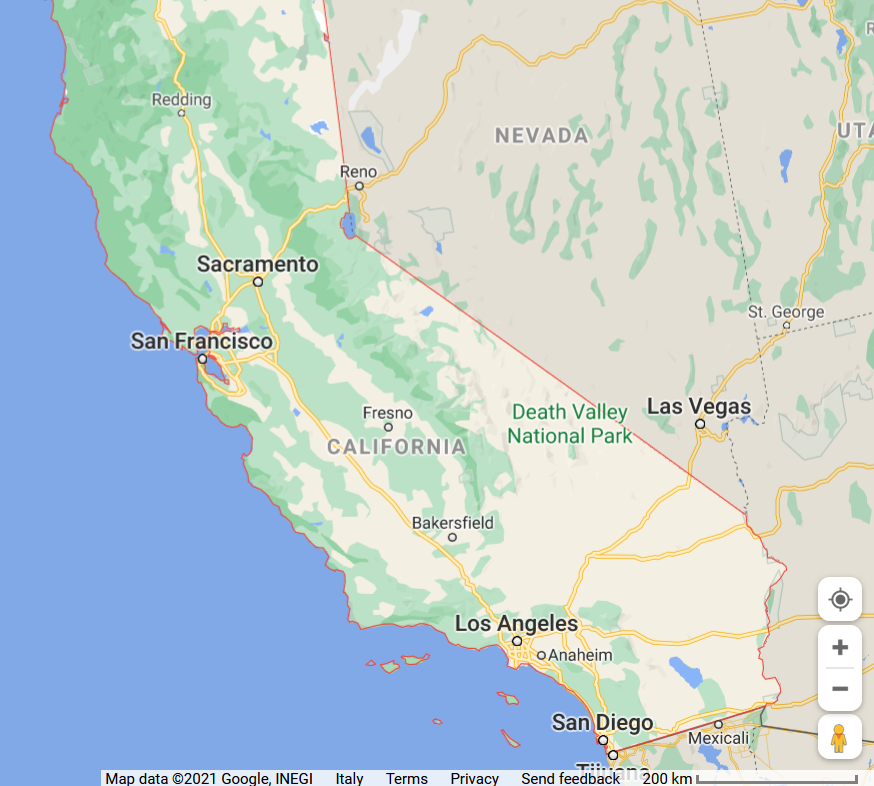 Redding
NEVADA
UTA
Reno
Sacramento
St. George
San Francisco
Las Vegas
Death Valley
National Park
Fresno
CALIFORNIA
Bakersfield
Los Angeles
Anaheim
San Diego
Mexicali
Tijuana
Map data ©2021 Google, INEGI Italy Terms Privacy Send feedback 200 km